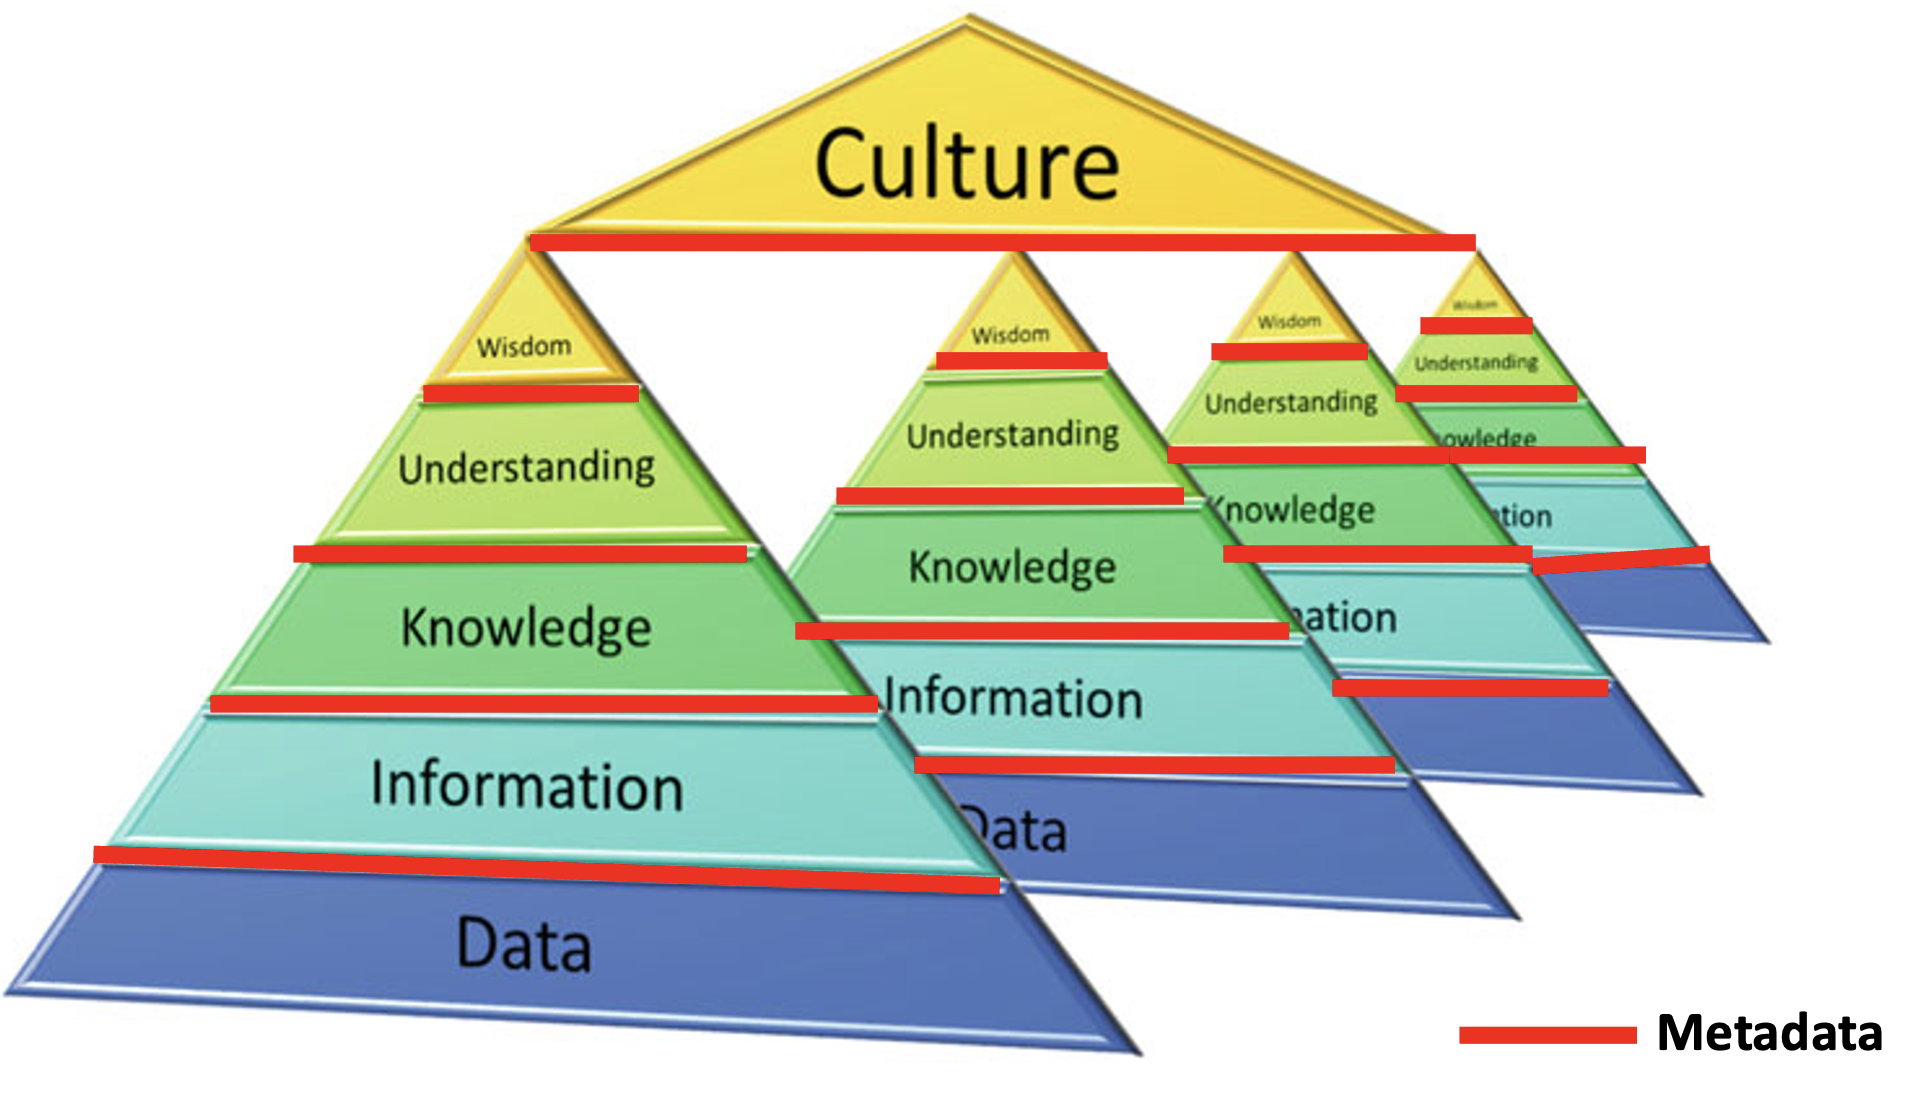 Culture
Wisdom
Understanding
Knowledge
Information
Data
Wisdom
Understanding
Knowledge
Information
Data
Wisdom
Understanding
Knowledge
ation
Wisdom
Understanding
owledge
tion
Metadata